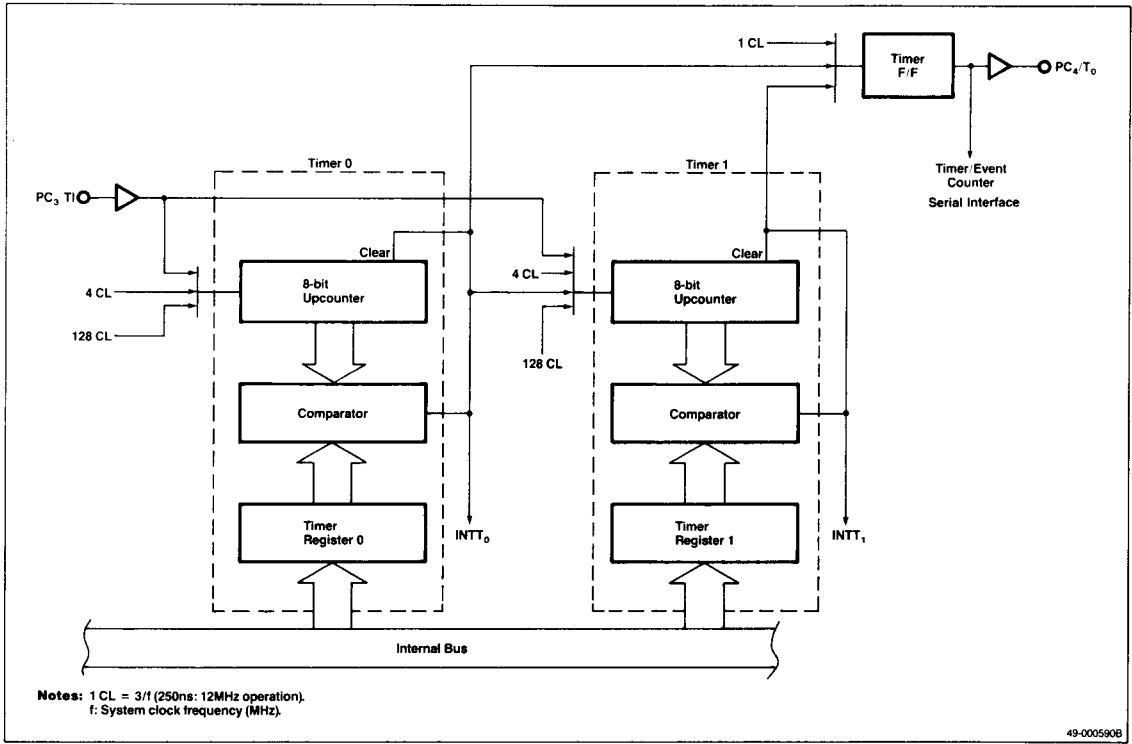 1 CL
Timer
F/F
PC₄/T₀
Timer/Event
Counter
Serial Interface
Timer 0
Timer 1
PC₃ TI
Clear
Clear
4 CL
128 CL
8-bit
Upcounter
4 CL
128 CL
8-bit
Upcounter
Comparator
Comparator
Timer
Register 0
INTT₀
Timer
Register 1
INTT₁
Internal Bus
Notes: 1 CL = 3/f (250ns: 12MHz operation).
f: System clock frequency (MHz).
49-000590B